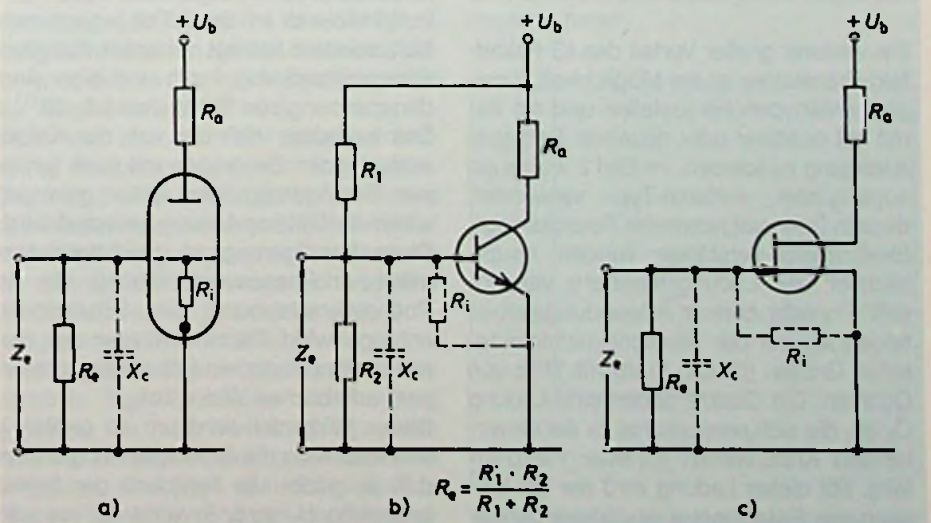 + U_b
R_a
R_i
Z_e
R_e
X_c
a)
+ U_b
R_1
R_a
R_i
Z_e
R_2
X_c
R_e = R_i · R_2 / R_1 + R_2
b)
+ U_b
R_a
R_i
Z_e
R_e
X_c
c)